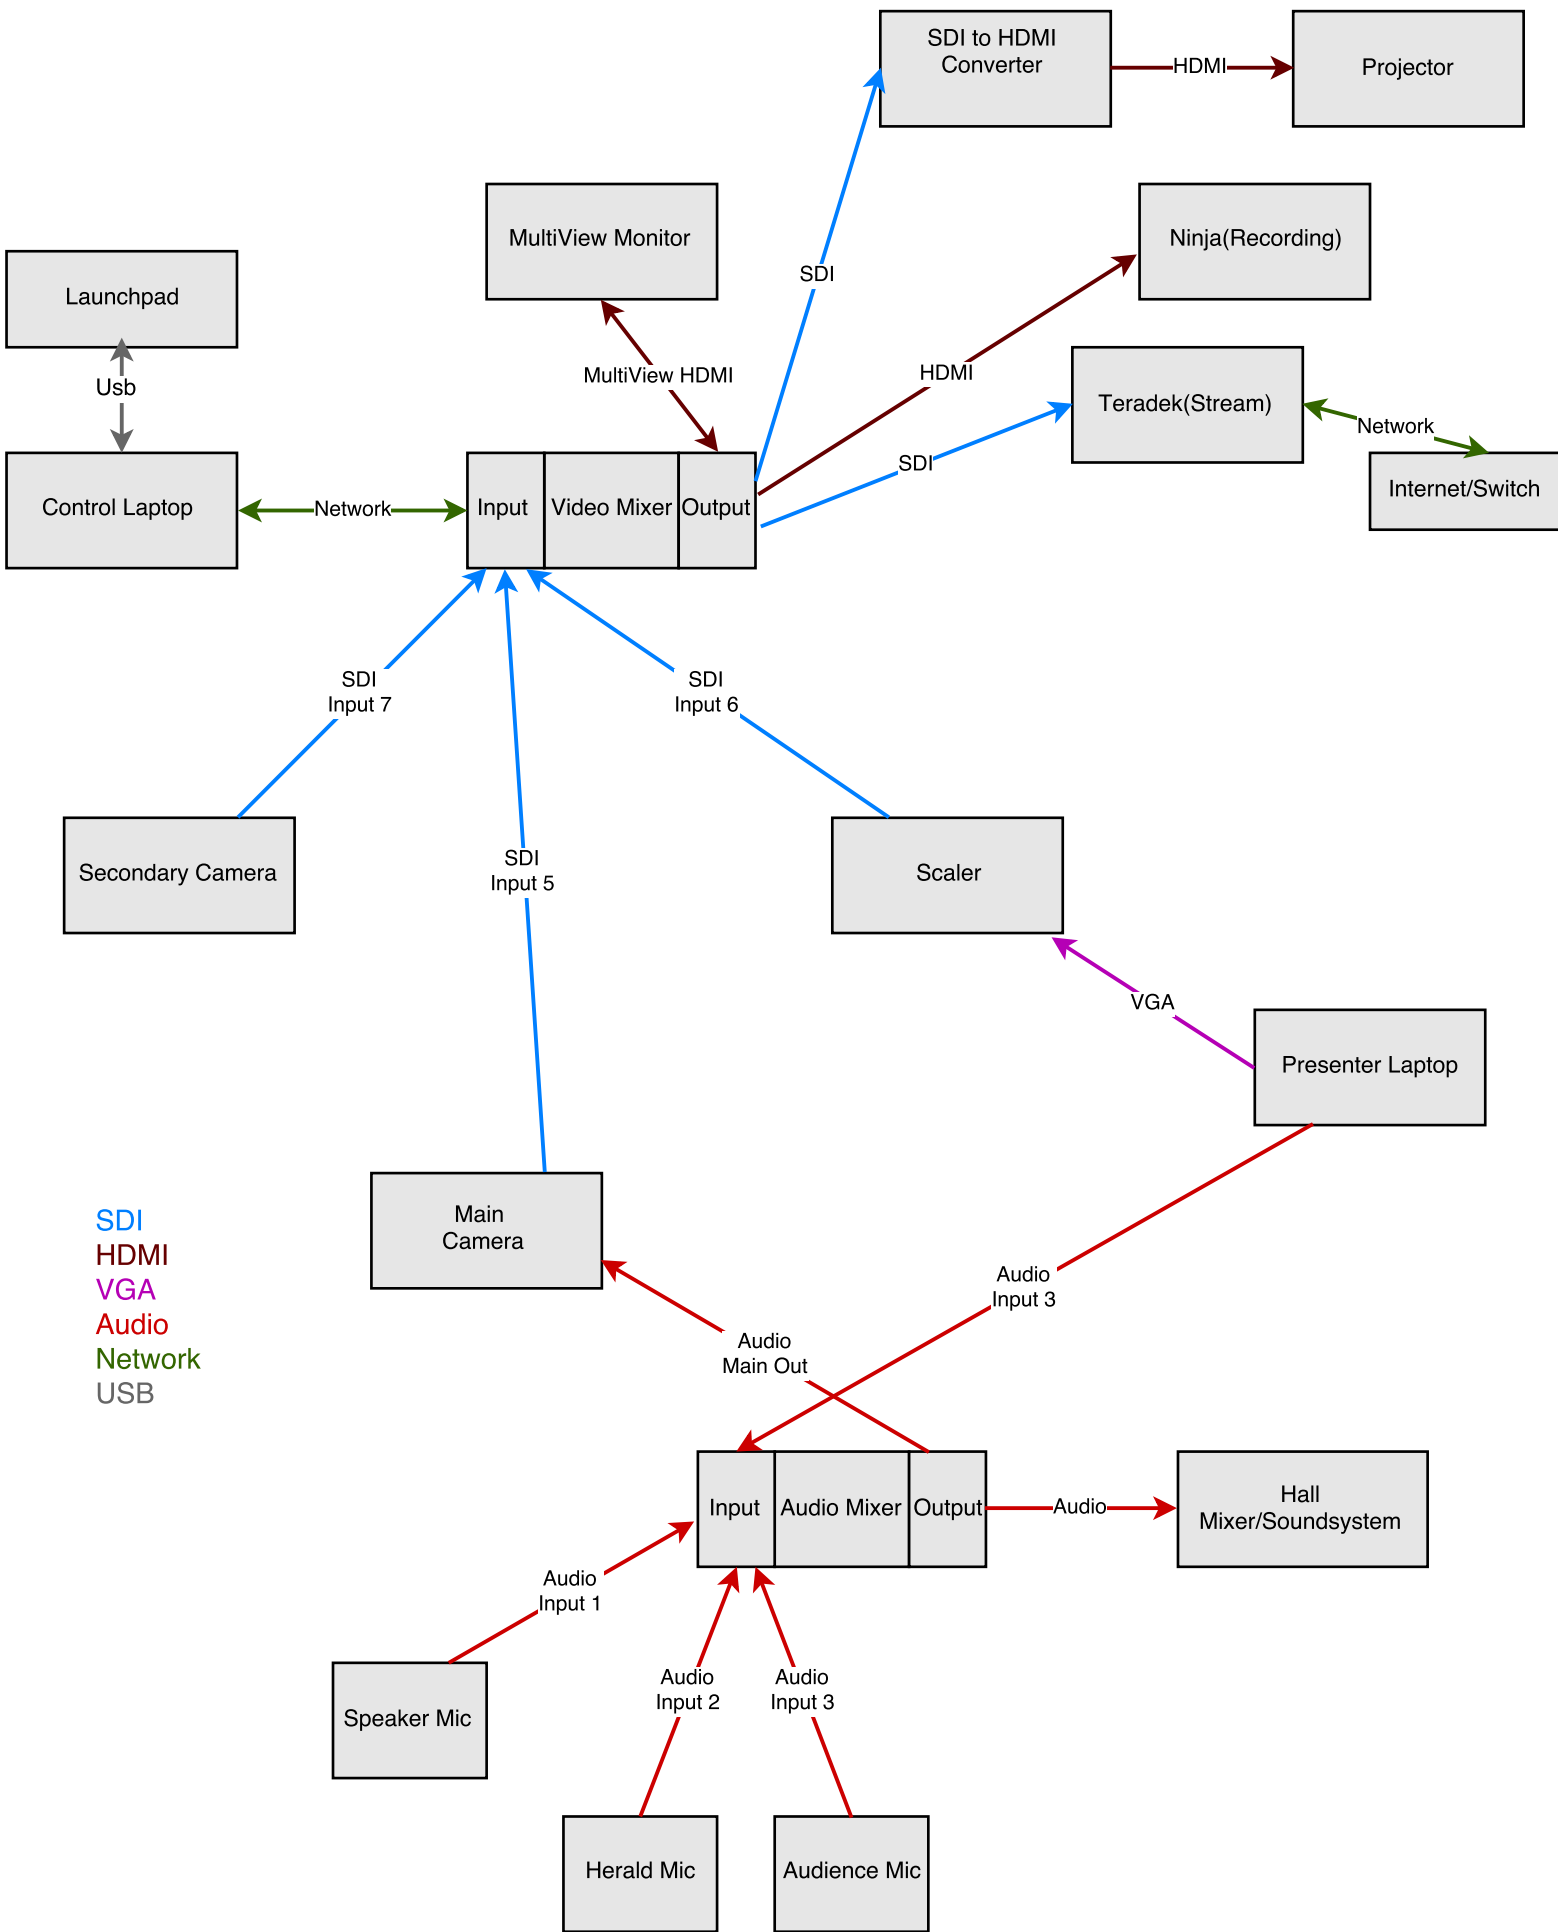 SDI to HDMI
Converter
HDMI
Projector
MultiView Monitor
Ninja(Recording)
Launchpad
SDI
Usb
MultiView HDMI
HDMI
Teradek(Stream)
Network
Control Laptop
Network
Input
Video Mixer
Output
SDI
Internet/Switch
SDI
Input 7
SDI
Input 6
SDI
Input 5
Secondary Camera
Scaler
VGA
Presenter Laptop
Main
Camera
SDI
HDMI
VGA
Audio
Network
USB
Audio
Input 3
Audio
Main Out
Input
Audio Mixer
Output
Audio
Hall
Mixer/Soundsystem
Audio
Input 1
Audio
Input 2
Audio
Input 3
Speaker Mic
Herald Mic
Audience Mic